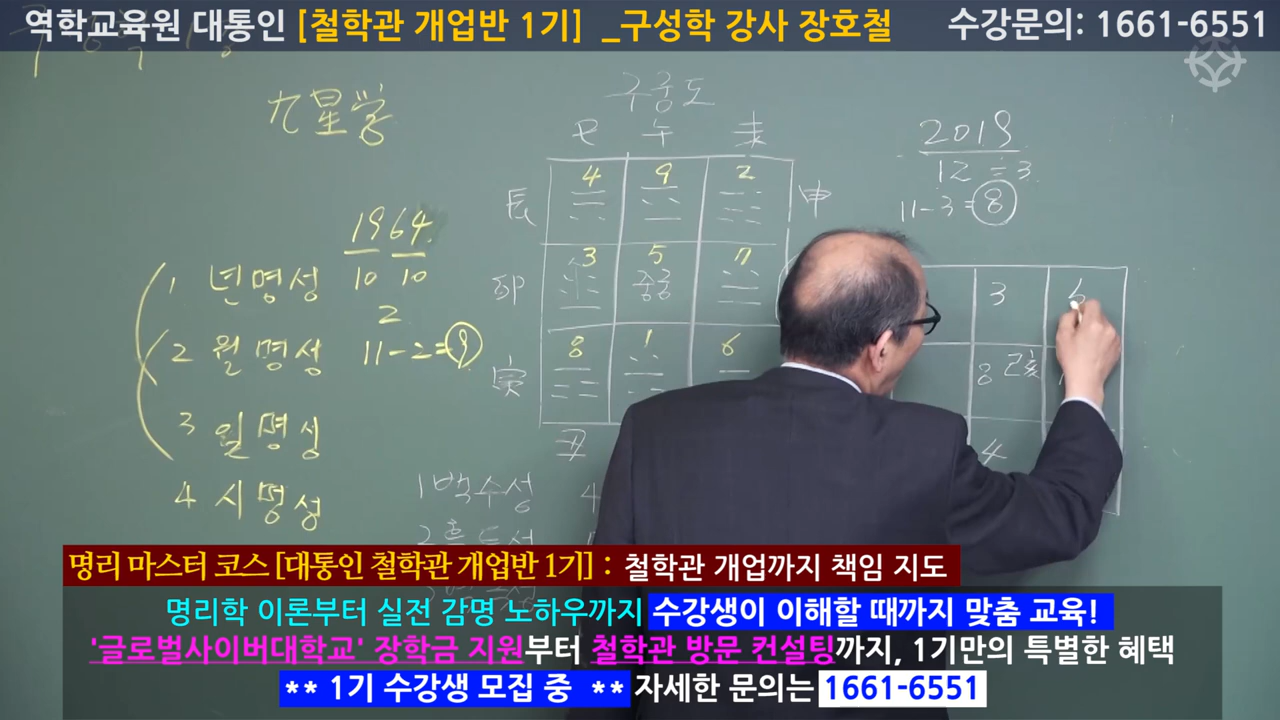 역학교육원 대통인 [철학관 개업반 1기] _구성학 강사 장호철
수강문의: 1661-6551
九星学
1964
10 10
2
11-2=9
1 년명성
2 월명성
3 일명성
4 시명성
구궁도
巳 午 未
4 9 2
辰 申
3 5 7
卯 중궁
8 1 6
寅
丑
1백수성 4
2흑토성
2019
12 ÷3
11-3=8
3
8 己亥
4
명리 마스터 코스 [대통인 철학관 개업반 1기] : 철학관 개업까지 책임 지도
명리학 이론부터 실전 감명 노하우까지 수강생이 이해할 때까지 맞춤 교육!
'글로벌사이버대학교' 장학금 지원부터 철학관 방문 컨설팅까지, 1기만의 특별한 혜택
** 1기 수강생 모집 중 ** 자세한 문의는 1661-6551